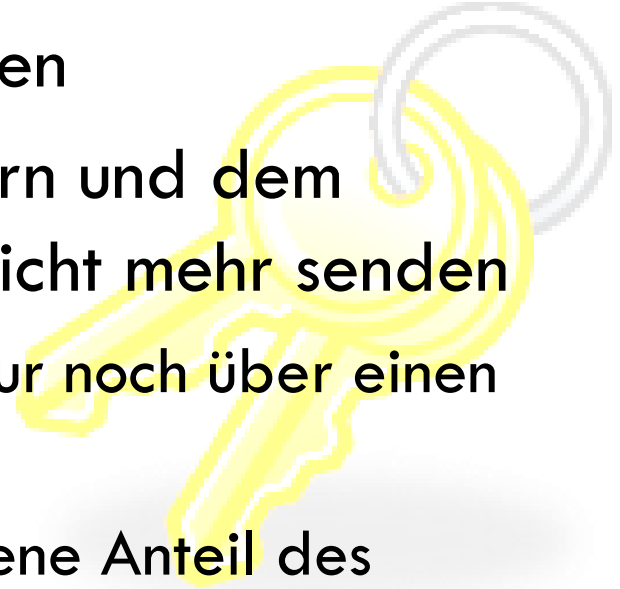 en
rn und dem
icht mehr senden
ur noch über einen
ene Anteil des